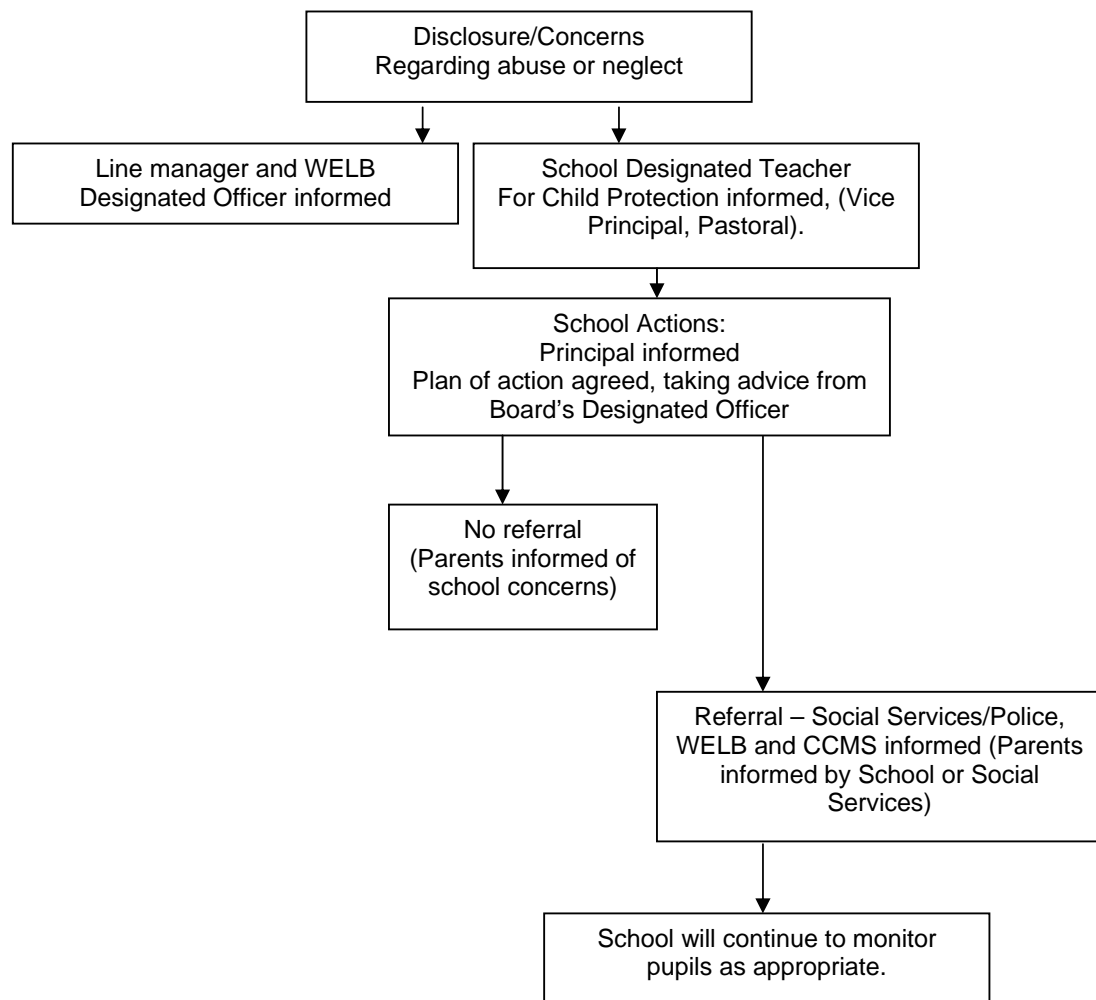 Disclosure/Concerns
Regarding abuse or neglect
Line manager and WELB
Designated Officer informed
School Designated Teacher
For Child Protection informed, (Vice
Principal, Pastoral).
School Actions:
Principal informed
Plan of action agreed, taking advice from
Board’s Designated Officer
No referral
(Parents informed of
school concerns)
Referral – Social Services/Police,
WELB and CCMS informed (Parents
informed by School or Social
Services)
School will continue to monitor
pupils as appropriate.